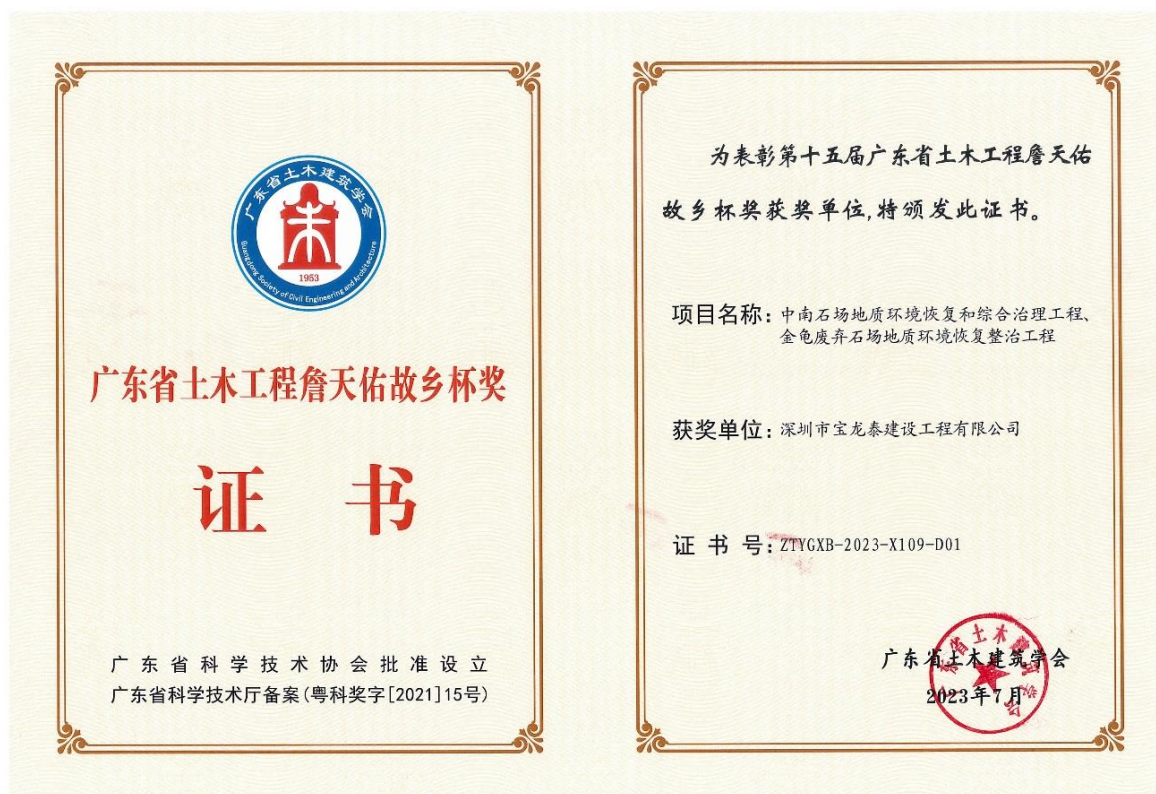 广东省土木建筑学会
1953
Guangdong Society of Civil Engineering and Architecture
广东省土木工程詹天佑故乡杯奖
证 书
广东省科学技术协会批准设立
广东省科学技术厅备案(粤科奖字[2021]15号)
为表彰第十五届广东省土木工程詹天佑
故乡杯奖获奖单位,特颁发此证书。
项目名称:中南石场地质环境恢复和综合治理工程、
金龟废弃石场地质环境恢复整治工程
获奖单位:深圳市宝龙泰建设工程有限公司
证 书 号:ZTYGXB-2023-X109-D01
广东省土木建筑学会
2023年7月
广东省土木建筑学会